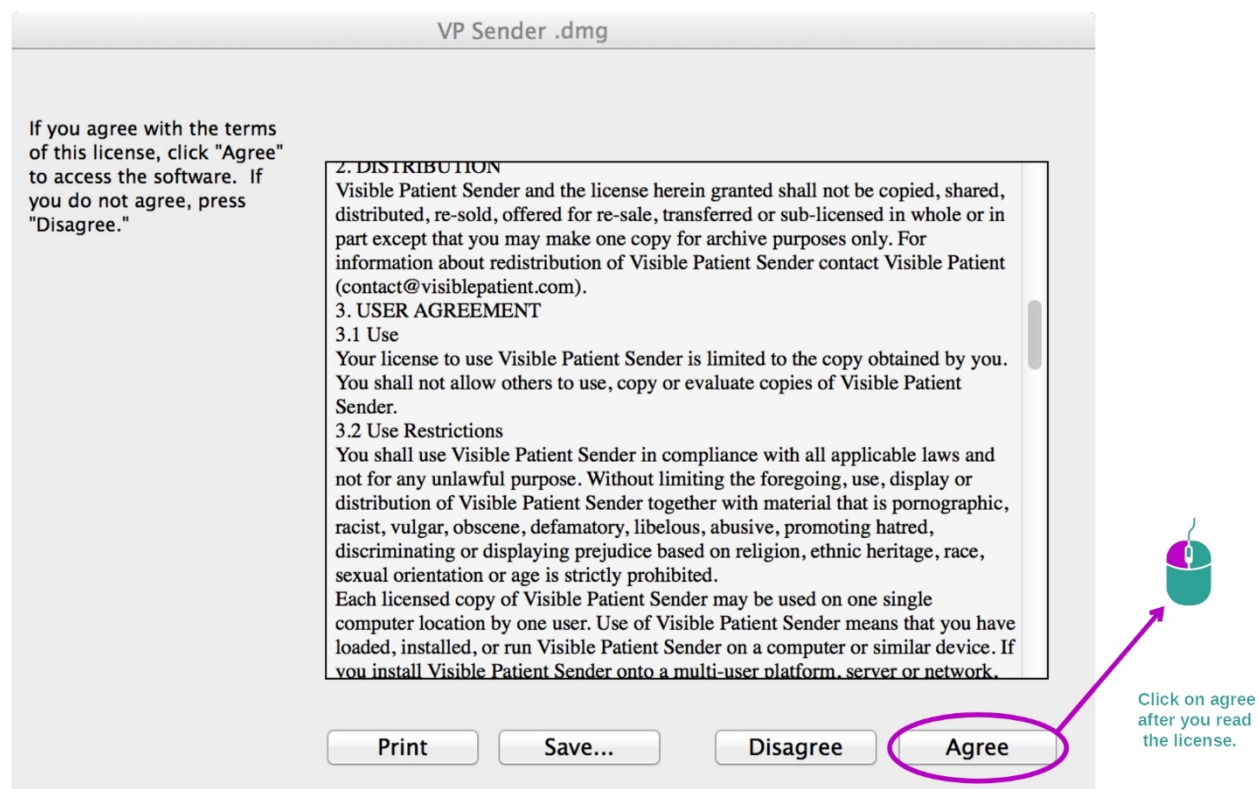 VP Sender .dmg
If you agree with the terms
of this license, click "Agree"
to access the software.  If
you do not agree, press
"Disagree."
2. DISTRIBUTION
Visible Patient Sender and the license herein granted shall not be copied, shared,
distributed, re-sold, offered for re-sale, transferred or sub-licensed in whole or in
part except that you may make one copy for archive purposes only. For
information about redistribution of Visible Patient Sender contact Visible Patient
(contact@visiblepatient.com).
3. USER AGREEMENT
3.1 Use
Your license to use Visible Patient Sender is limited to the copy obtained by you.
You shall not allow others to use, copy or evaluate copies of Visible Patient
Sender.
3.2 Use Restrictions
You shall use Visible Patient Sender in compliance with all applicable laws and
not for any unlawful purpose. Without limiting the foregoing, use, display or
distribution of Visible Patient Sender together with material that is pornographic,
racist, vulgar, obscene, defamatory, libelous, abusive, promoting hatred,
discriminating or displaying prejudice based on religion, ethnic heritage, race,
sexual orientation or age is strictly prohibited.
Each licensed copy of Visible Patient Sender may be used on one single
computer location by one user. Use of Visible Patient Sender means that you have
loaded, installed, or run Visible Patient Sender on a computer or similar device. If
you install Visible Patient Sender onto a multi-user platform, server or network,
Print
Save...
Disagree
Agree
Click on agree
after you read
the license.